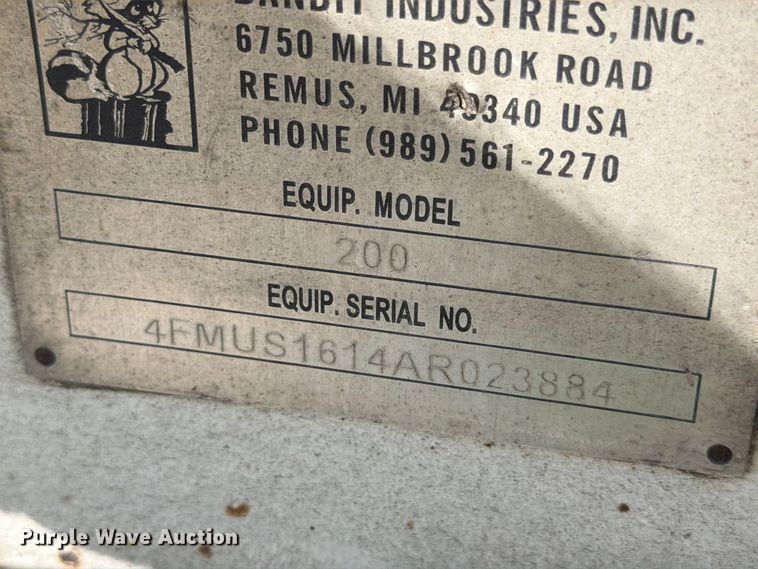 BANDIT INDUSTRIES, INC.
6750 MILLBROOK ROAD
REMUS, MI 49340 USA
PHONE (989) 561-2270
EQUIP. MODEL
200
EQUIP. SERIAL NO.
4FMUS1614AR023884
Purple Wave Auction